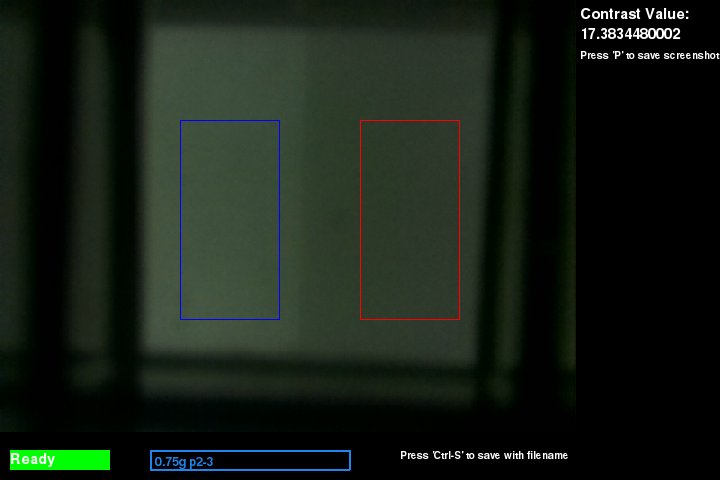 Contrast Value:
17.3834480002
Press 'P' to save screenshot
Ready
0.75g p2-3
Press 'Ctrl-S' to save with filename